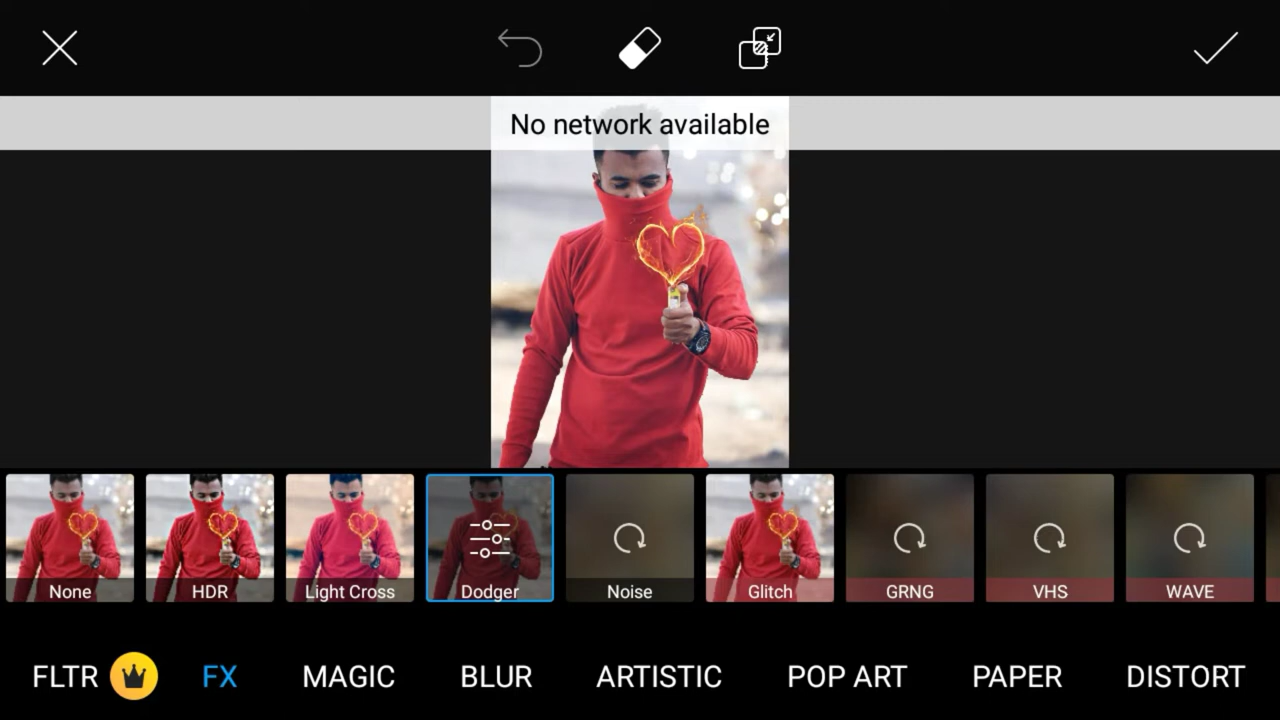 No network available
None
HDR
Light Cross
Dodger
Noise
Glitch
GRNG
VHS
WAVE
FLTR
FX
MAGIC
BLUR
ARTISTIC
POP ART
PAPER
DISTORT